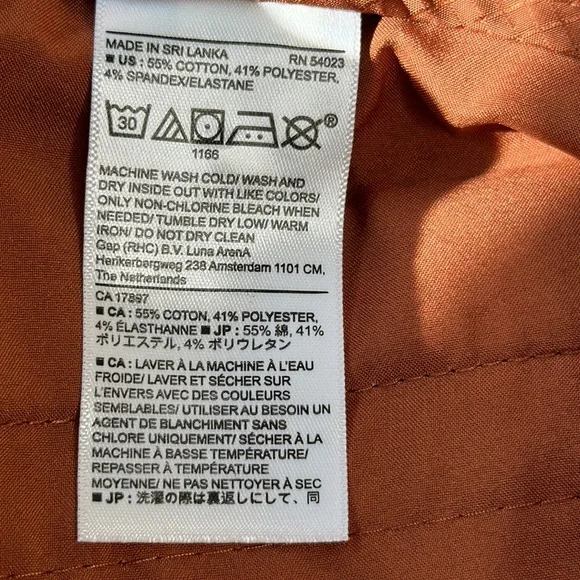 MADE IN SRI LANKA RN 54023
■ US : 55% COTTON, 41% POLYESTER,
4% SPANDEX/ELASTANE
30
®
1166
MACHINE WASH COLD/ WASH AND
DRY INSIDE OUT WITH LIKE COLORS/
ONLY NON-CHLORINE BLEACH WHEN
NEEDED/ TUMBLE DRY LOW/ WARM
IRON/ DO NOT DRY CLEAN
Gap (RHC) B.V. Luna ArenA
Herikerbergweg 238 Amsterdam 1101 CM,
The Netherlands
CA 17897
■ CA : 55% COTON, 41% POLYESTER,
4% ÉLASTHANNE ■ JP : 55% 綿, 41%
ポリエステル, 4% ポリウレタン
■ CA : LAVER À LA MACHINE À L'EAU
FROIDE/ LAVER ET SÉCHER SUR
L'ENVERS AVEC DES COULEURS
SEMBLABLES/ UTILISER AU BESOIN UN
AGENT DE BLANCHIMENT SANS
CHLORE UNIQUEMENT/ SÉCHER À LA
MACHINE À BASSE TEMPÉRATURE/
REPASSER À TEMPÉRATURE
MOYENNE/ NE PAS NETTOYER À SEC
■ JP : 洗濯の際は裏返しにして、同